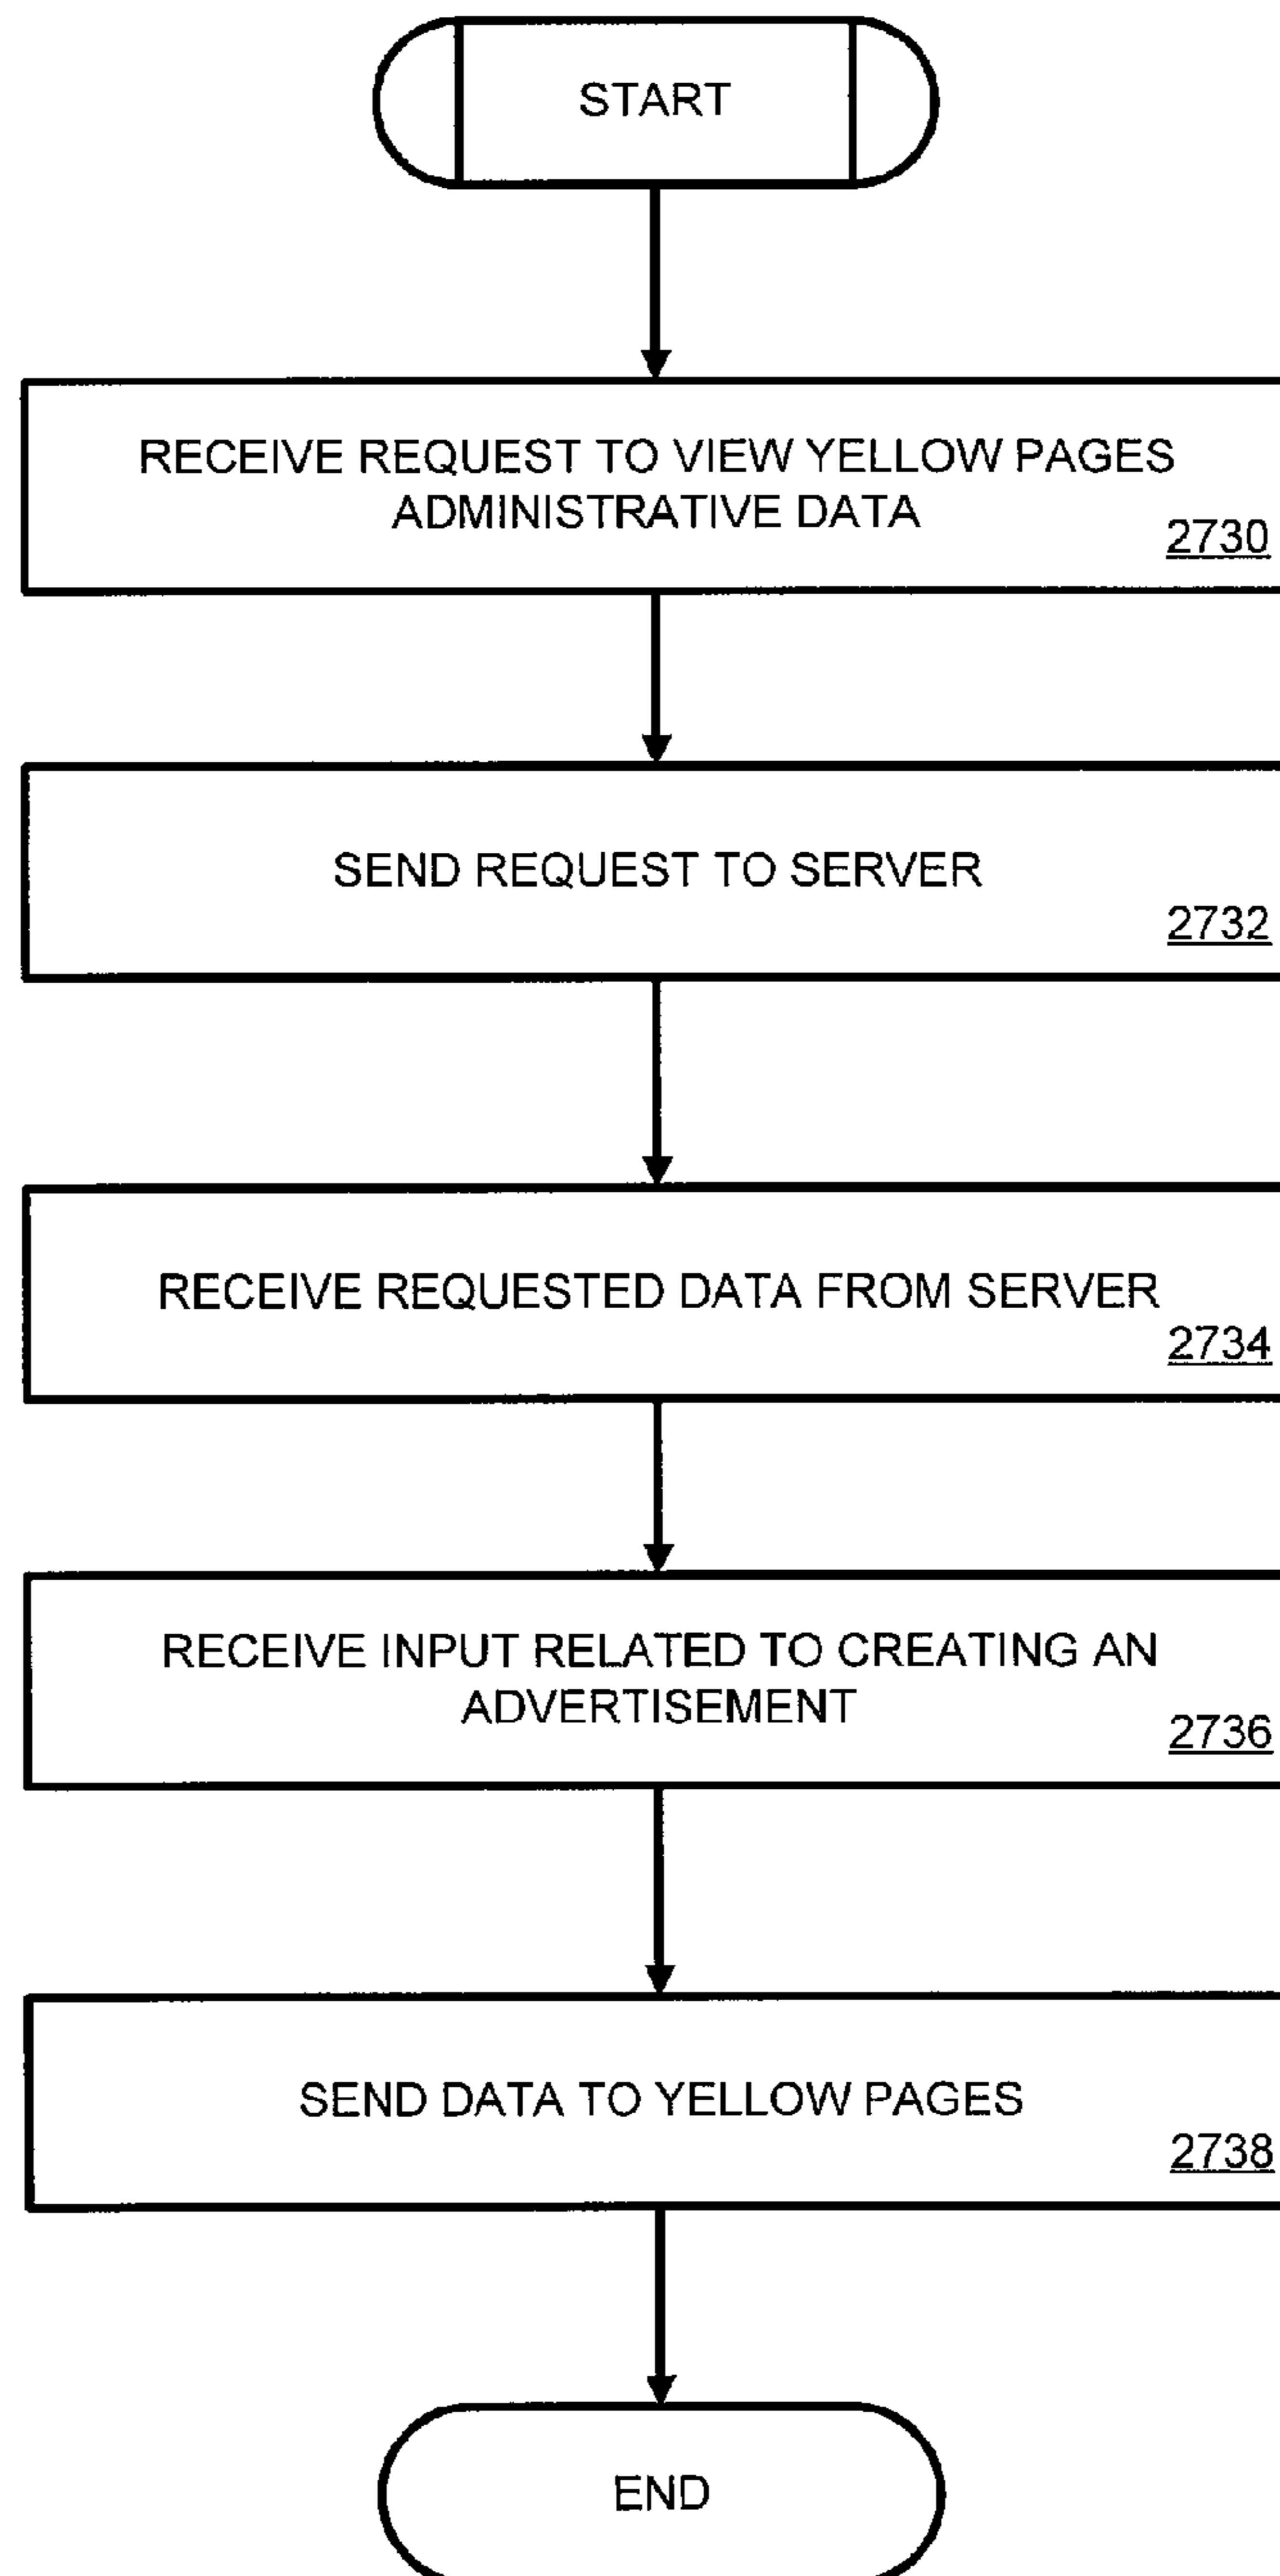 START
RECEIVE REQUEST TO VIEW YELLOW PAGES
ADMINISTRATIVE DATA
2730
SEND REQUEST TO SERVER
2732
RECEIVE REQUESTED DATA FROM SERVER
2734
RECEIVE INPUT RELATED TO CREATING AN
ADVERTISEMENT
2736
SEND DATA TO YELLOW PAGES
2738
END